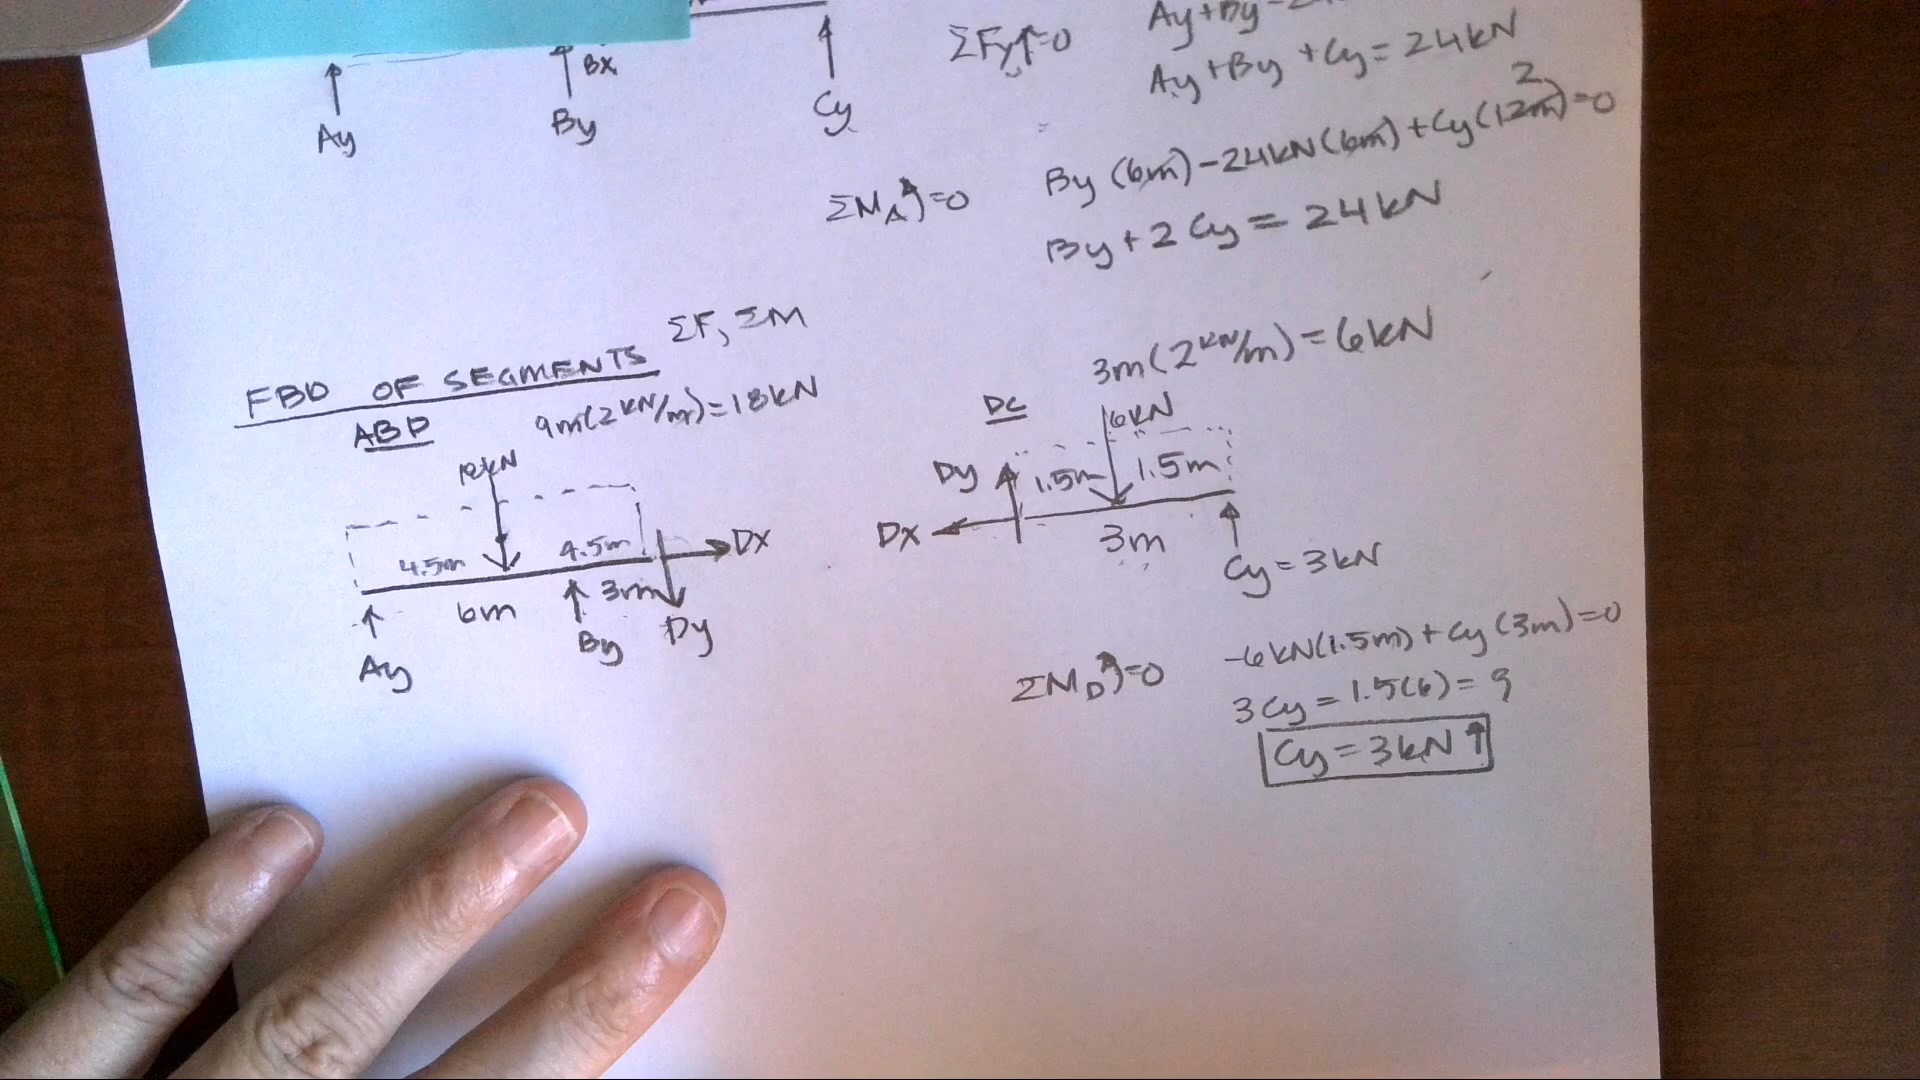 Ay+By
Ay+By+Cy=24kN
ΣFy↑=0
Bx
Ay
By
Cy
By(6m)-24kN(6m)+Cy(12m)=0
2
ΣMA=0
By+2Cy=24kN
ΣF, ΣM
FBD OF SEGMENTS
ABD
9m(2kN/m)=18kN
18kN
4.5m
4.5m
Dx
6m
3m
Ay
By
Dy
3m(2kN/m)=6kN
DC
6kN
Dy
1.5m
1.5m
Dx
3m
Cy=3kN
ΣMD=0
-6kN(1.5m)+Cy(3m)=0
3Cy=1.5(6)=9
Cy=3kN↑